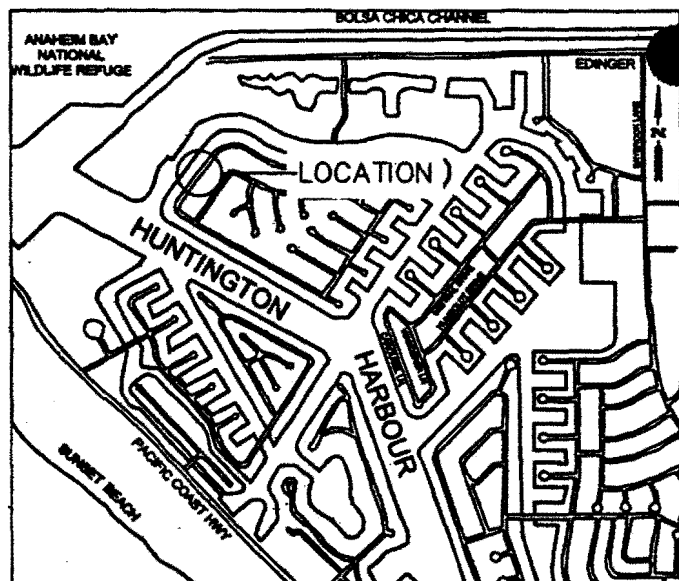 BOLSA CHICA CHANNEL
ANAHEIM BAY
NATIONAL
WILDLIFE REFUGE
EDINGER
N
LOCATION )
HUNTINGTON
HARBOUR
PACIFIC COAST HWY
SUNSET BEACH